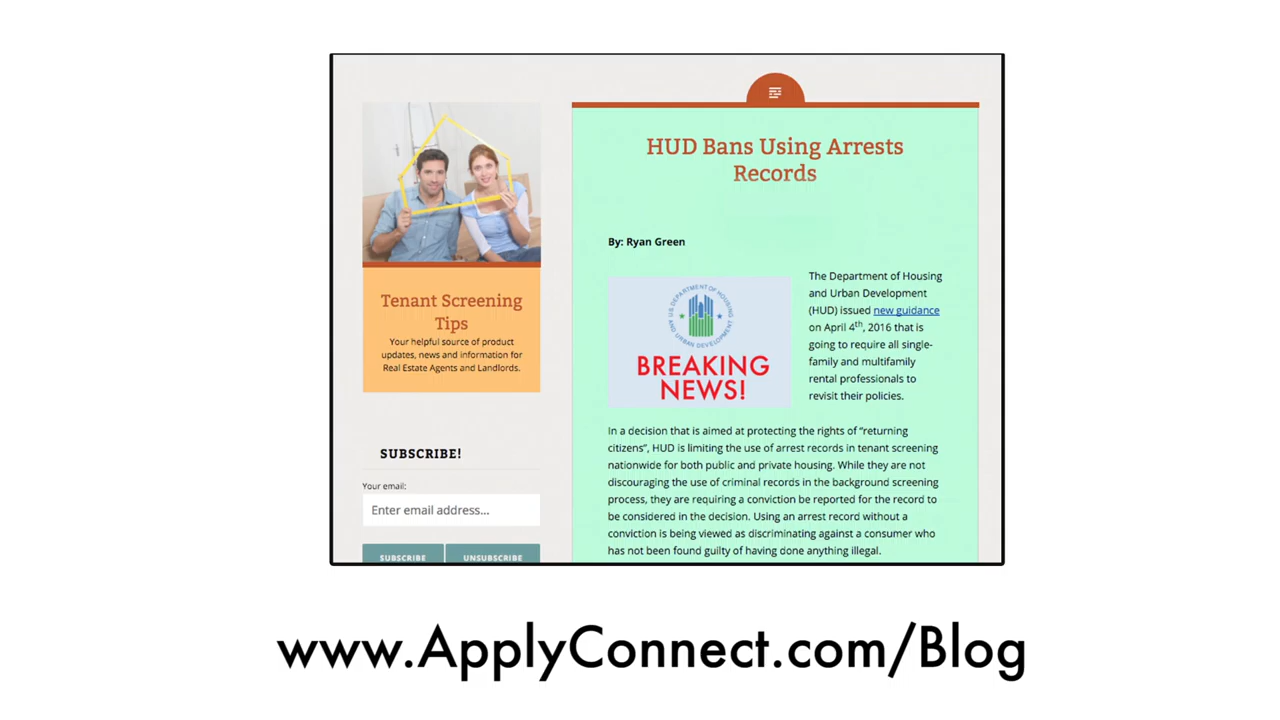 HUD Bans Using Arrests
Records
By: Ryan Green
U.S. DEPARTMENT OF HOUSING
AND URBAN DEVELOPMENT
BREAKING
NEWS!
The Department of Housing
and Urban Development
(HUD) issued new guidance
on April 4th, 2016 that is
going to require all single-
family and multifamily
rental professionals to
revisit their policies.
In a decision that is aimed at protecting the rights of “returning
citizens”, HUD is limiting the use of arrest records in tenant screening
nationwide for both public and private housing. While they are not
discouraging the use of criminal records in the background screening
process, they are requiring a conviction be reported for the record to
be considered in the decision. Using an arrest record without a
conviction is being viewed as discriminating against a consumer who
has not been found guilty of having done anything illegal.
Tenant Screening
Tips
Your helpful source of product
updates, news and information for
Real Estate Agents and Landlords.
SUBSCRIBE!
Your email:
Enter email address...
SUBSCRIBE
UNSUBSCRIBE
www.ApplyConnect.com/Blog